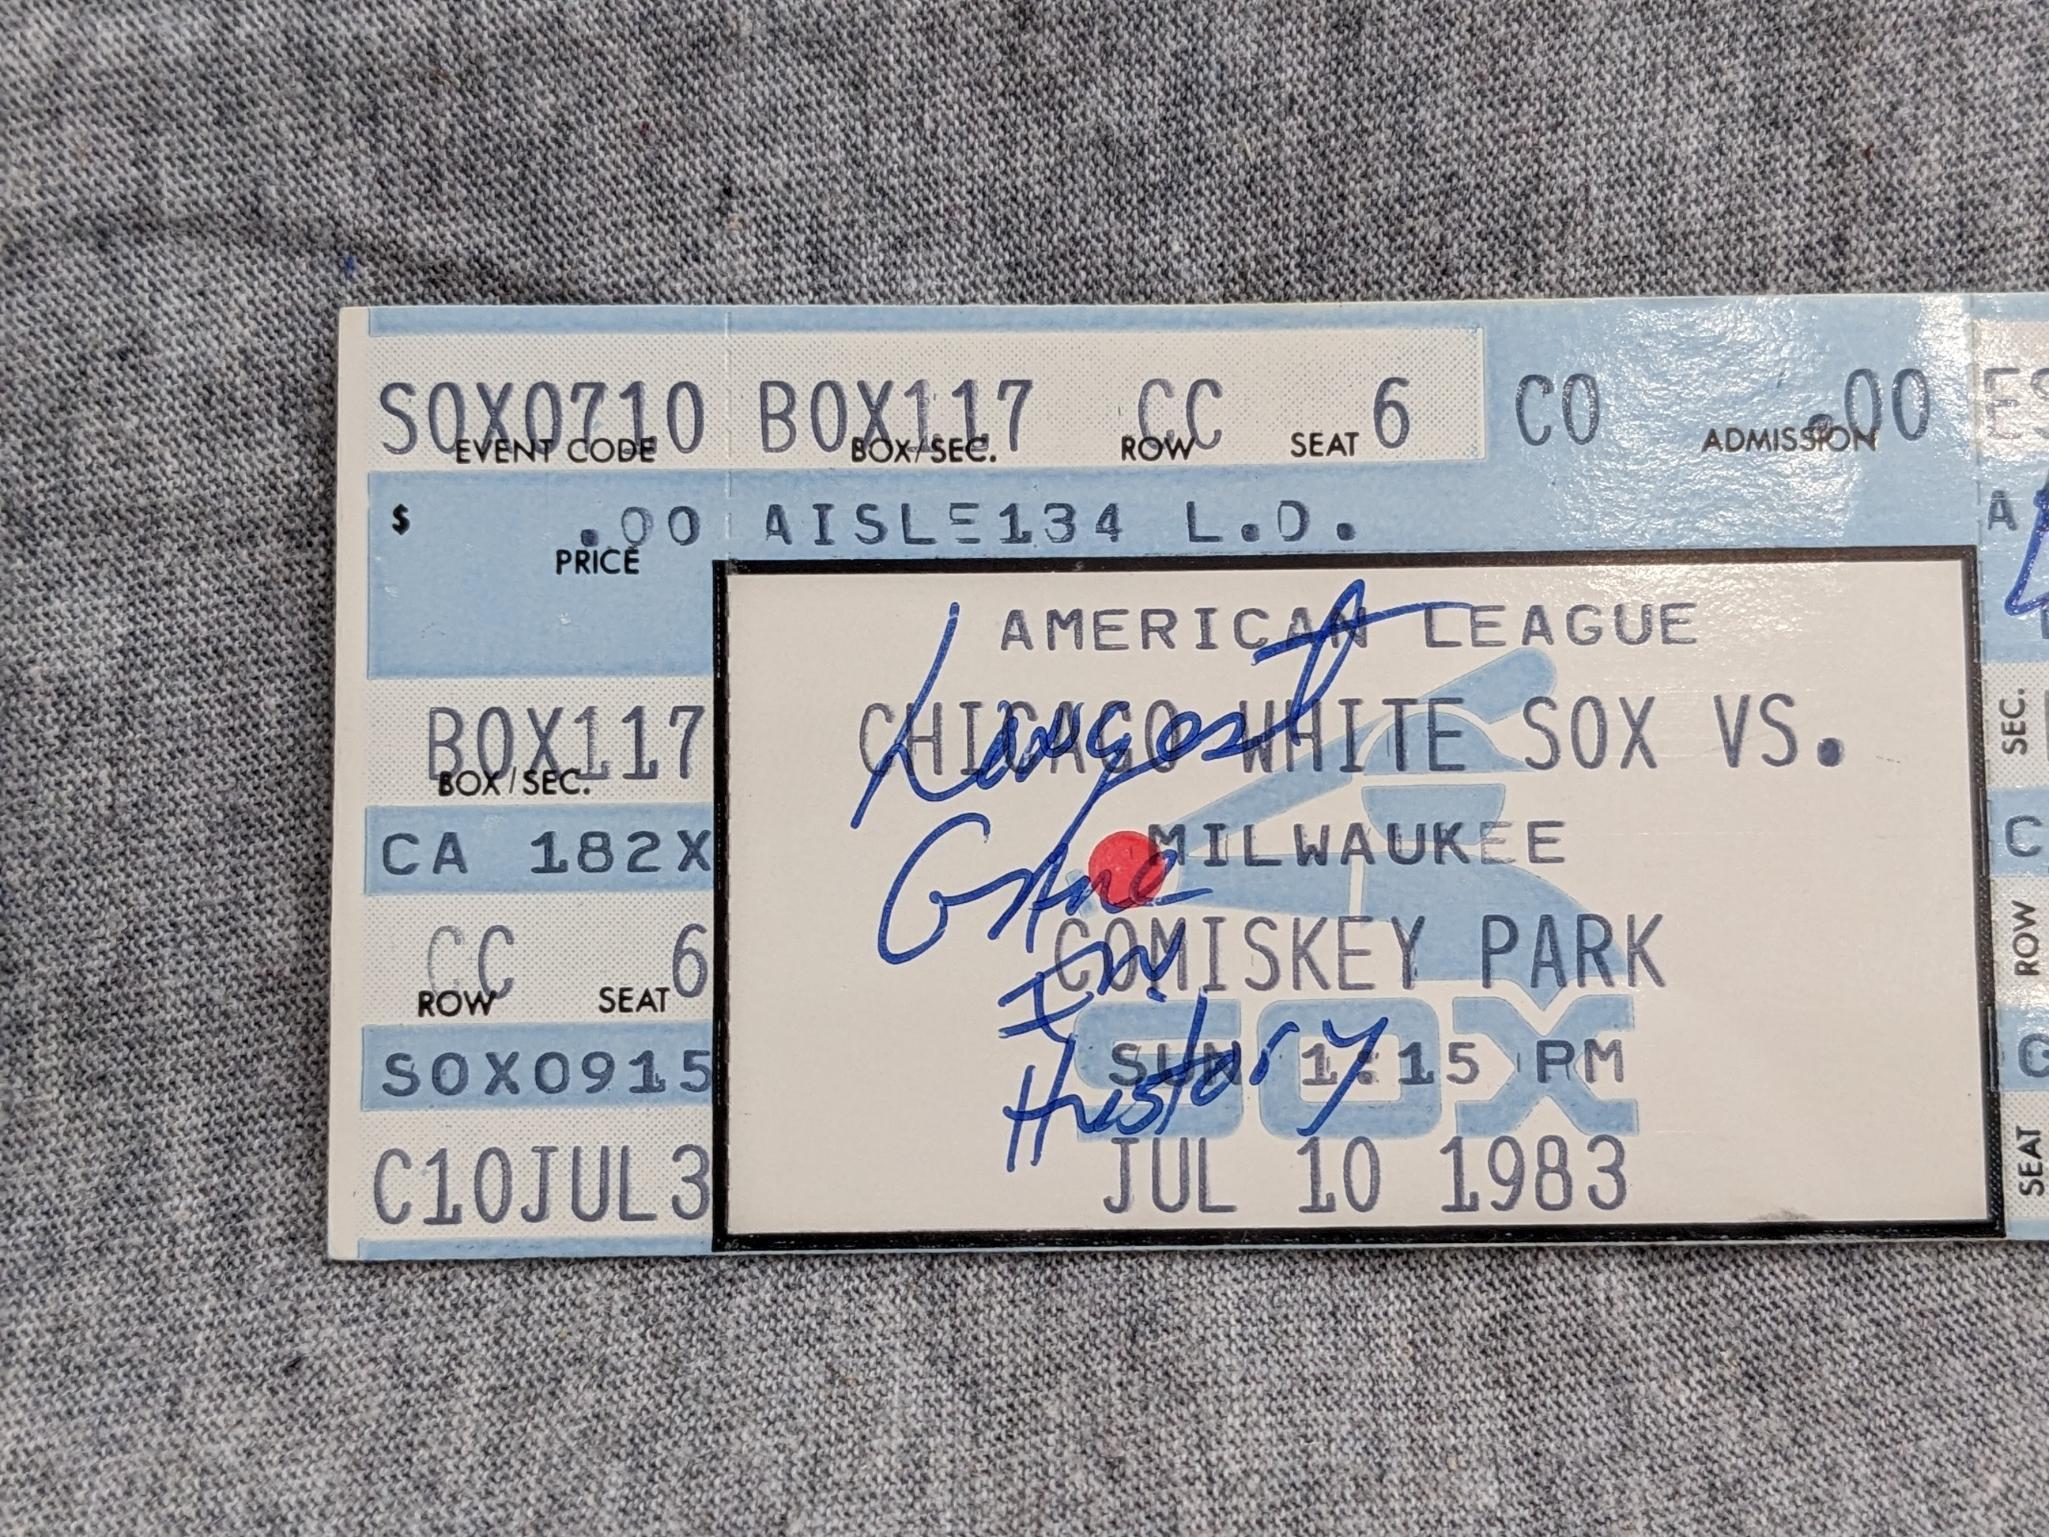 SOX0710 BOX117 CC 6 CO .00 ES
EVENT CODE BOX/SEC. ROW SEAT ADMISSION
$ .00 AISLE134 L.D. A
PRICE
AMERICAN LEAGUE
BOX117 CHICAGO WHITE SOX VS.
BOX/SEC. SEC.
CA 182X MILWAUKEE C
CC 6 COMISKEY PARK
ROW SEAT ROW
SOX
SOX0915 SUN 1:15 PM
C10JUL3 JUL 10 1983
SEAT
Longest
Game
In
History